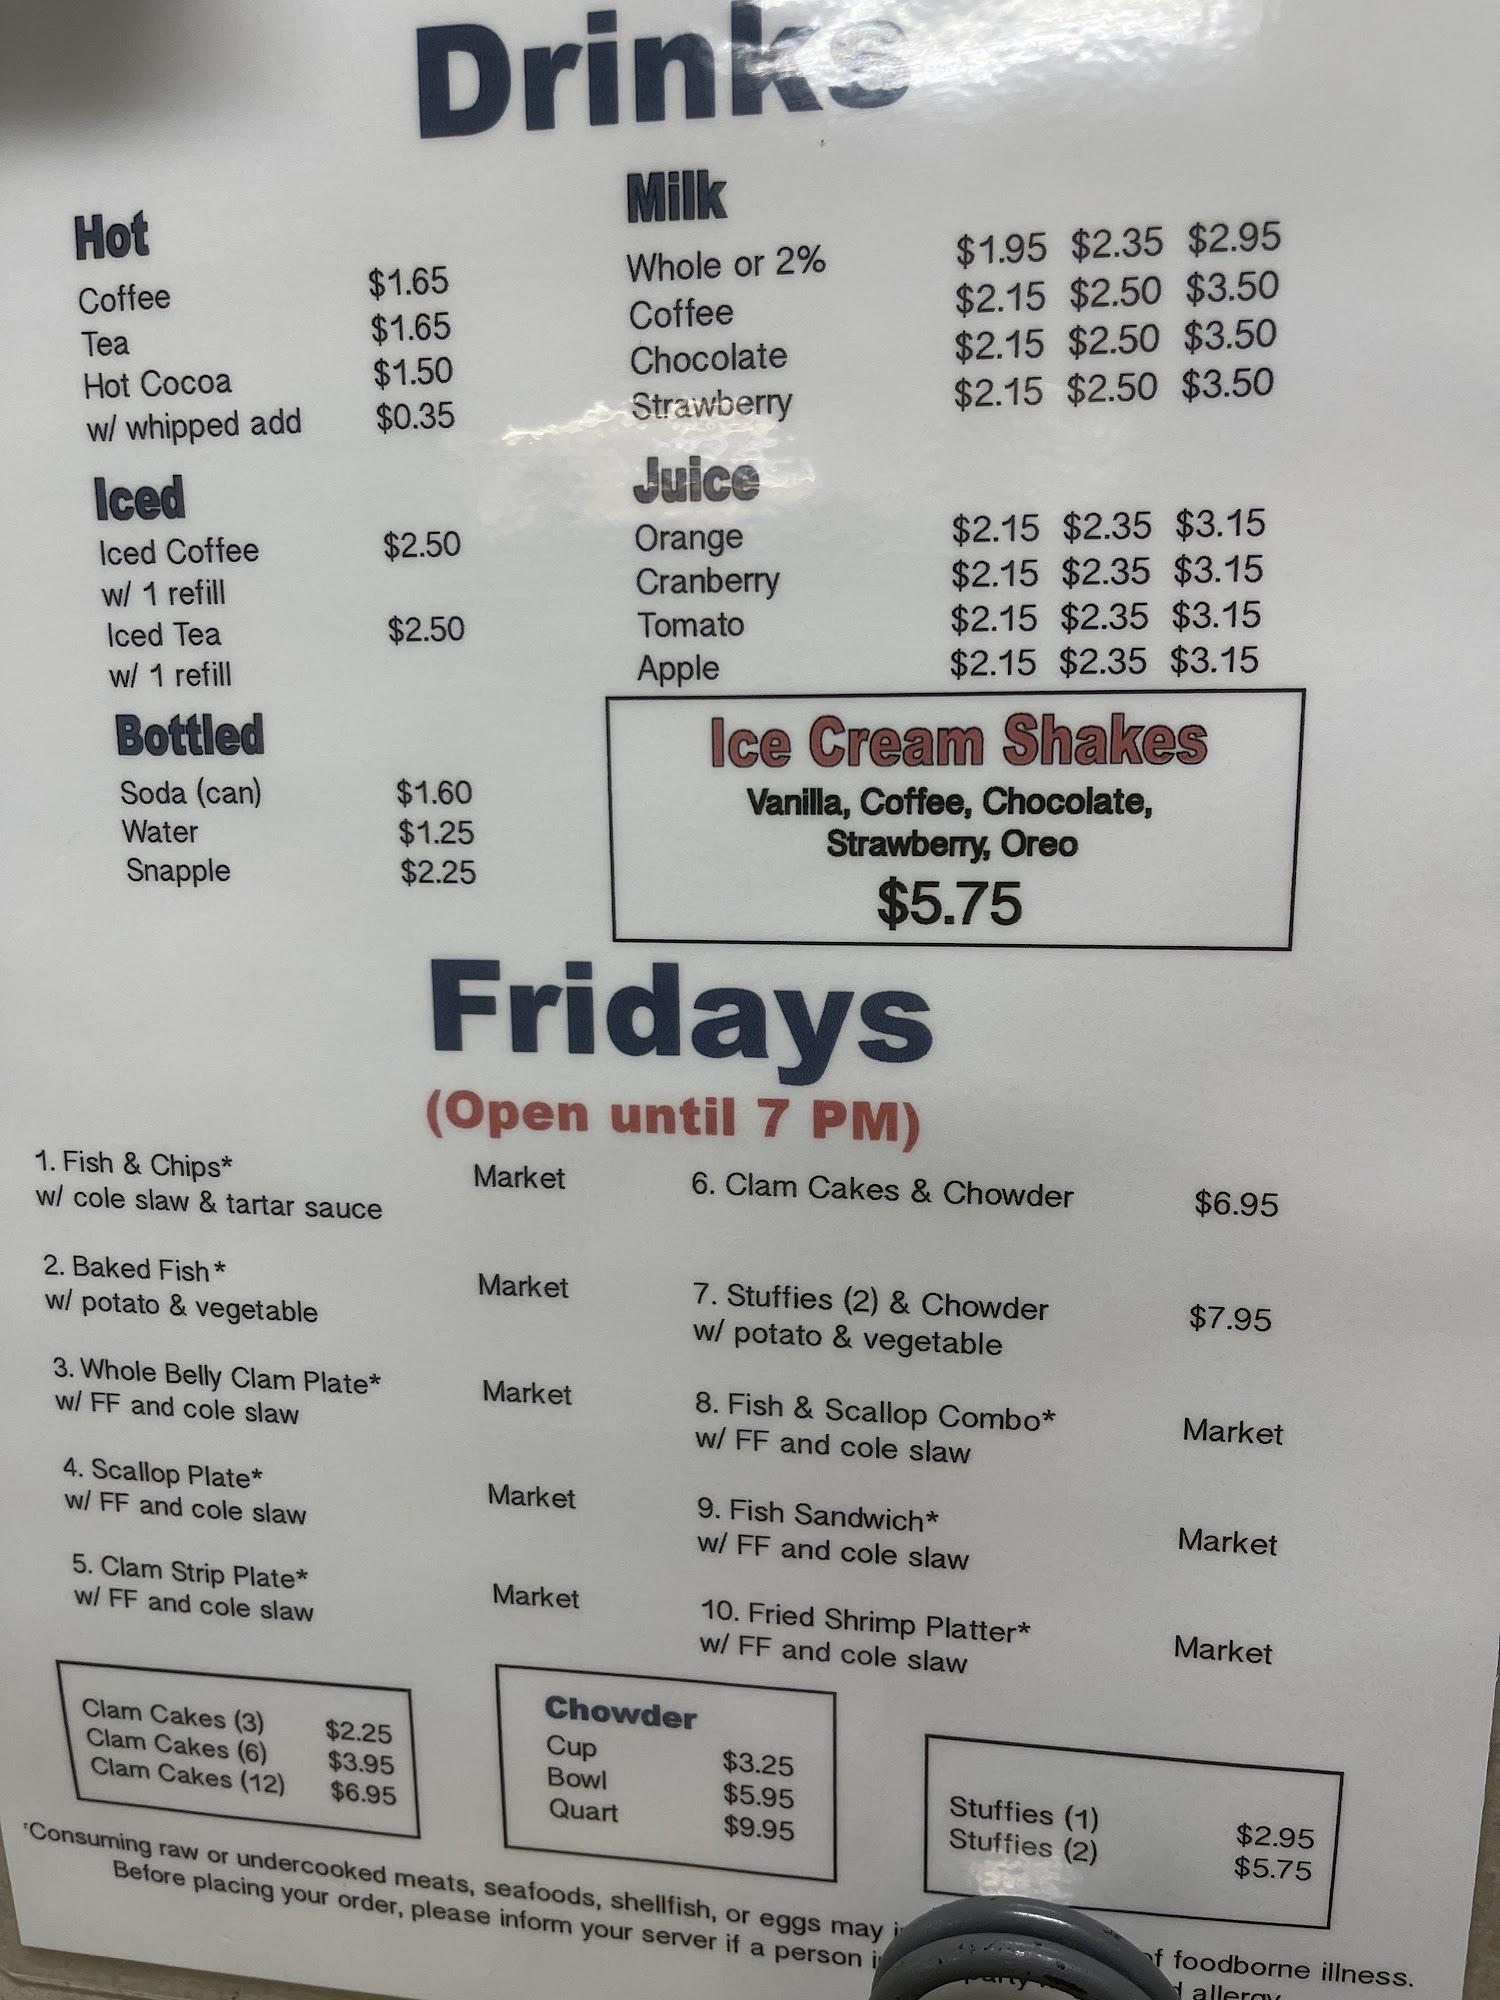 Drinks
Hot
Coffee $1.65
Tea $1.65
Hot Cocoa $1.50
w/ whipped add $0.35
Iced
Iced Coffee $2.50
w/ 1 refill
Iced Tea $2.50
w/ 1 refill
Bottled
Soda (can) $1.60
Water $1.25
Snapple $2.25
Milk
Whole or 2% $1.95 $2.35 $2.95
Coffee $2.15 $2.50 $3.50
Chocolate $2.15 $2.50 $3.50
Strawberry $2.15 $2.50 $3.50
Juice
Orange $2.15 $2.35 $3.15
Cranberry $2.15 $2.35 $3.15
Tomato $2.15 $2.35 $3.15
Apple $2.15 $2.35 $3.15
Ice Cream Shakes
Vanilla, Coffee, Chocolate,
Strawberry, Oreo
$5.75
Fridays
(Open until 7 PM)
1. Fish & Chips* Market
w/ cole slaw & tartar sauce
2. Baked Fish* Market
w/ potato & vegetable
3. Whole Belly Clam Plate* Market
w/ FF and cole slaw
4. Scallop Plate* Market
w/ FF and cole slaw
5. Clam Strip Plate* Market
w/ FF and cole slaw
6. Clam Cakes & Chowder $6.95
7. Stuffies (2) & Chowder $7.95
w/ potato & vegetable
8. Fish & Scallop Combo* Market
w/ FF and cole slaw
9. Fish Sandwich* Market
w/ FF and cole slaw
10. Fried Shrimp Platter* Market
w/ FF and cole slaw
Clam Cakes (3) $2.25
Clam Cakes (6) $3.95
Clam Cakes (12) $6.95
Chowder
Cup $3.25
Bowl $5.95
Quart $9.95
Stuffies (1) $2.95
Stuffies (2) $5.75
*Consuming raw or undercooked meats, seafoods, shellfish, or eggs may foodborne illness.
Before placing your order, please inform your server if a person party allergy